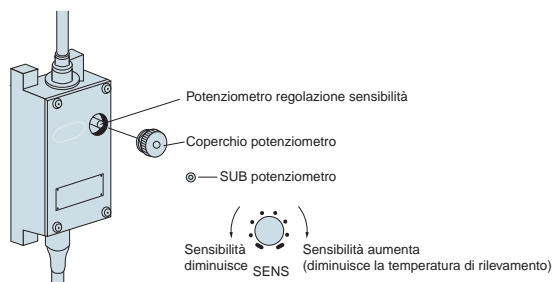 Potenziometro regolazione sensibilità
Coperchio potenziometro
SUB potenziometro
Sensibilità
diminuisce
SENS
Sensibilità aumenta
(diminuisce la temperatura di rilevamento)